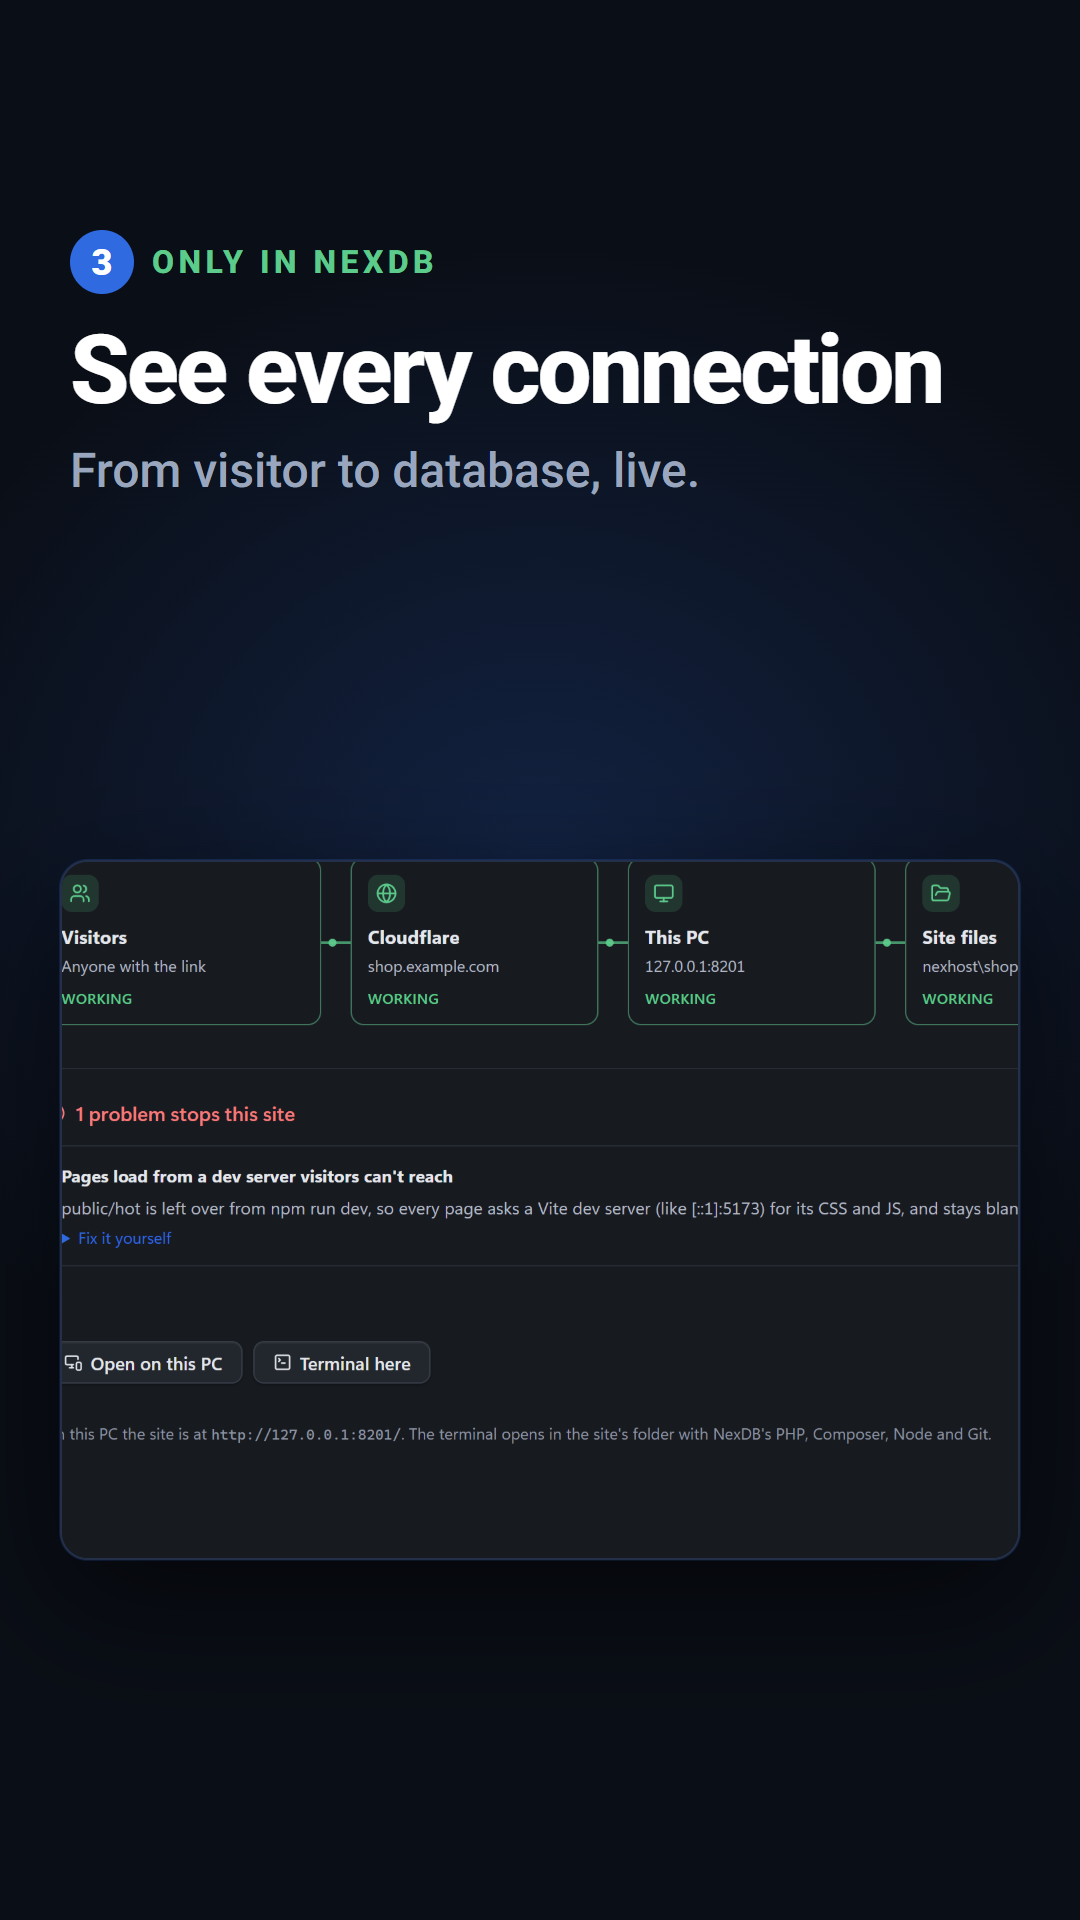 3 ONLY IN NEXDB
See every connection
From visitor to database, live.
Visitors
Anyone with the link
WORKING
Cloudflare
shop.example.com
WORKING
This PC
127.0.0.1:8201
WORKING
Site files
nexhost\shop
WORKING
1 problem stops this site
Pages load from a dev server visitors can't reach
public/hot is left over from npm run dev, so every page asks a Vite dev server (like [::1]:5173) for its CSS and JS, and stays blan
Fix it yourself
Open on this PC
Terminal here
this PC the site is at http://127.0.0.1:8201/. The terminal opens in the site's folder with NexDB's PHP, Composer, Node and Git.